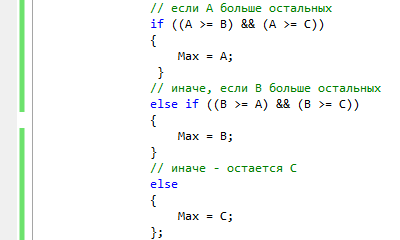 // если A больше остальных
if ((A >= B) && (A >= C))
{
Max = A;
}
// иначе, если B больше остальных
else if ((B >= A) && (B >= C))
{
Max = B;
}
// иначе - остается C
else
{
Max = C;
};